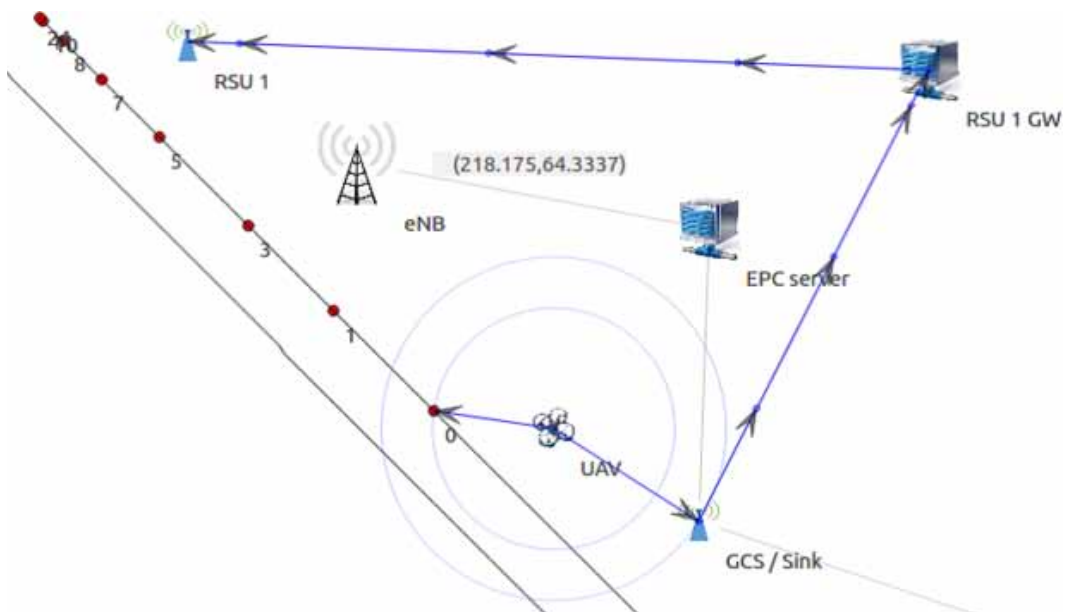 8
7
RSU 1
RSU 1 GW
5
(218.175,64.3337)
eNB
3
EPC server
1
0
UAV
GCS / Sink